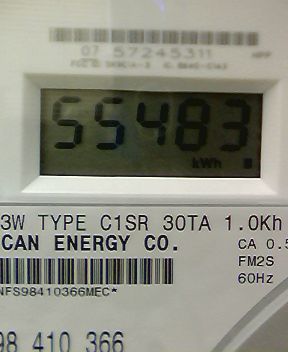 07 57245311
55483
kWh
3W TYPE C1SR 30TA 1.0Kh
CAN ENERGY CO.
CA 0.5
FM2S
60Hz
NFS98410366MEC*
98 410 366